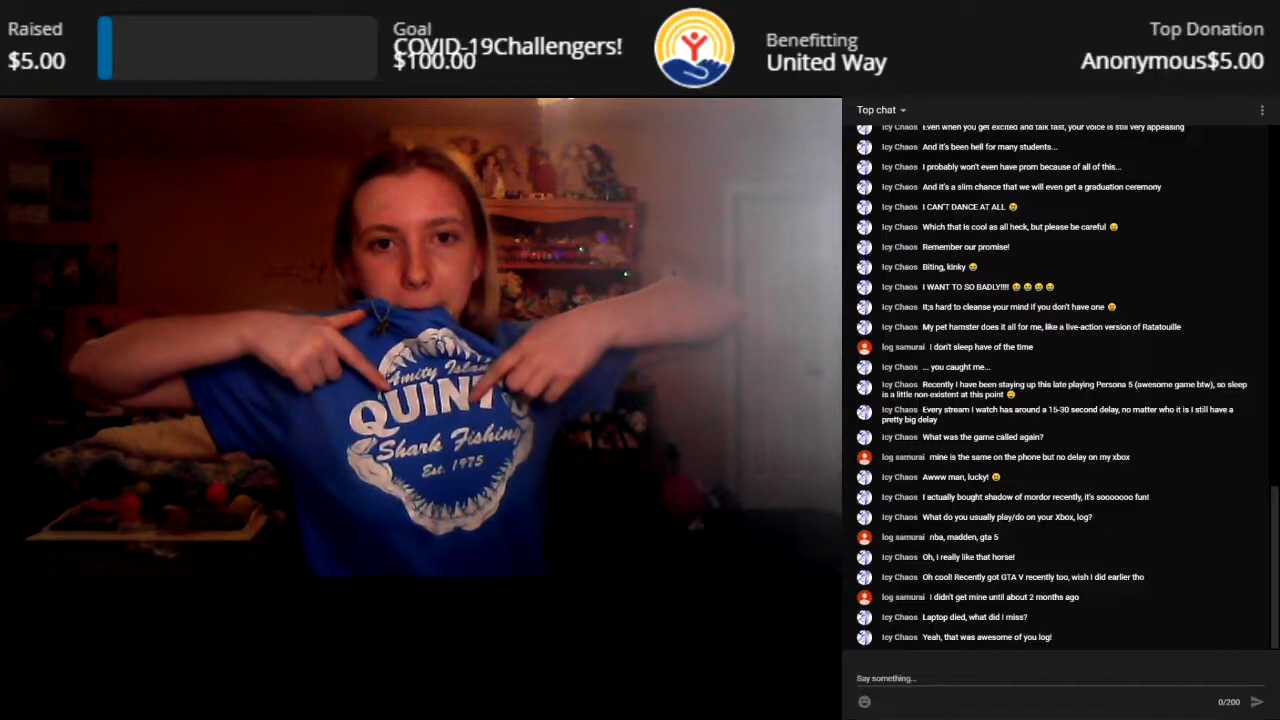 Raised
$5.00
Goal
COVID-19Challengers!
$100.00
Benefitting
United Way
Top Donation
Anonymous$5.00
Amity Island
QUINT'S
Shark Fishing
Est. 1975
Top chat
Icy Chaos Even when you get excited and talk fast, your voice is still very appeasing
Icy Chaos And it's been hell for many students...
Icy Chaos I probably won't even have prom because of all of this...
Icy Chaos And it's a slim chance that we will even get a graduation ceremony
Icy Chaos I CAN'T DANCE AT ALL
Icy Chaos Which that is cool as all heck, but please be careful
Icy Chaos Remember our promise!
Icy Chaos Biting, kinky
Icy Chaos I WANT TO SO BADLY!!!!
Icy Chaos It;s hard to cleanse your mind if you don't have one
Icy Chaos My pet hamster does it all for me, like a live-action version of Ratatouille
log samurai I don't sleep have of the time
Icy Chaos ... you caught me...
Icy Chaos Recently I have been staying up this late playing Persona 5 (awesome game btw), so sleep
is a little non-existent at this point
Icy Chaos Every stream I watch has around a 15-30 second delay, no matter who it is I still have a
pretty big delay
Icy Chaos What was the game called again?
log samurai mine is the same on the phone but no delay on my xbox
Icy Chaos Awww man, lucky!
Icy Chaos I actually bought shadow of mordor recently, it's sooooooo fun!
Icy Chaos What do you usually play/do on your Xbox, log?
log samurai nba, madden, gta 5
Icy Chaos Oh, I really like that horse!
Icy Chaos Oh cool! Recently got GTA V recently too, wish I did earlier tho
log samurai I didn't get mine until about 2 months ago
Icy Chaos Laptop died, what did I miss?
Icy Chaos Yeah, that was awesome of you log!
Say something...
0/200